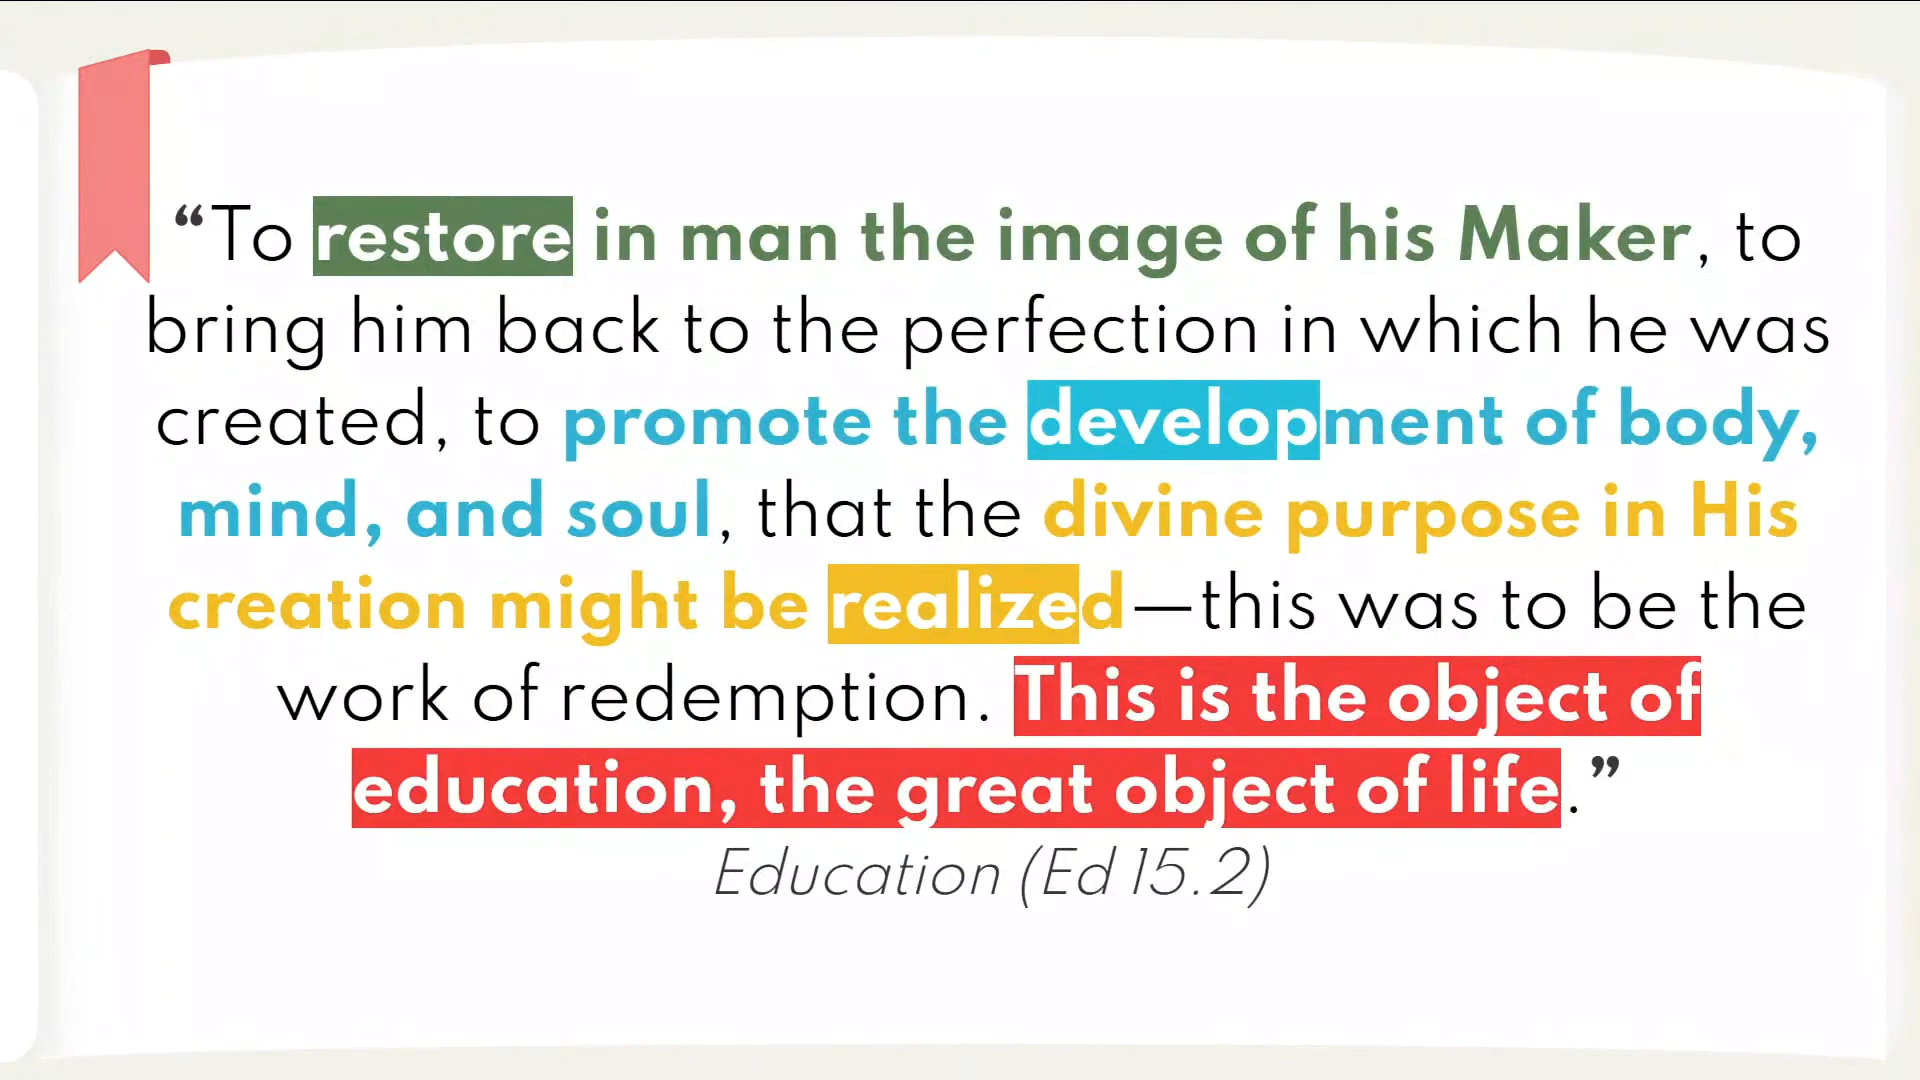 “To restore in man the image of his Maker, to
bring him back to the perfection in which he was
created, to promote the development of body,
mind, and soul, that the divine purpose in His
creation might be realized—this was to be the
work of redemption. This is the object of
education, the great object of life.”
Education (Ed 15.2)